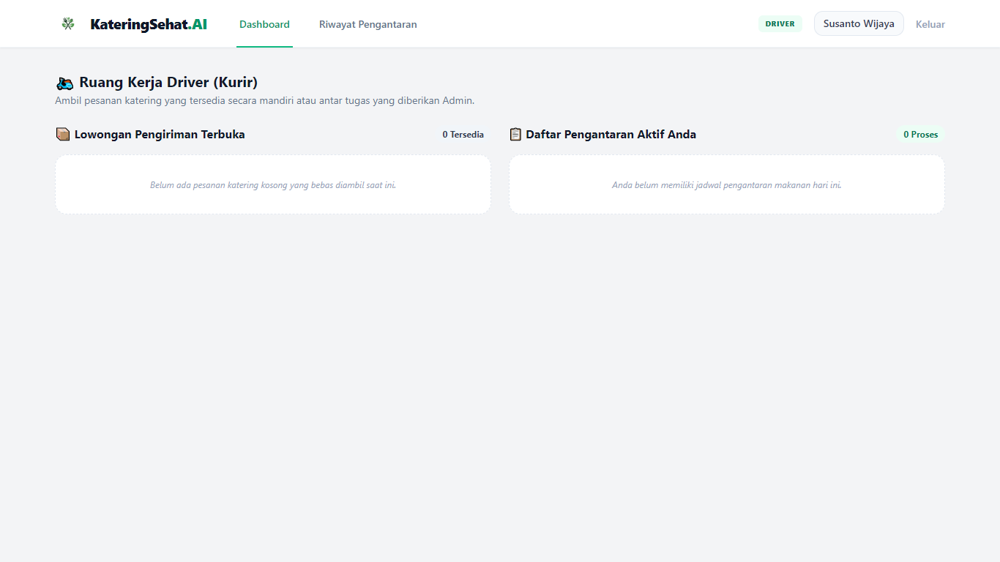 KateringSehat.AI
Dashboard
Riwayat Pengantaran
DRIVER
Susanto Wijaya
Keluar
Ruang Kerja Driver (Kurir)
Ambil pesanan katering yang tersedia secara mandiri atau antar tugas yang diberikan Admin.
Lowongan Pengiriman Terbuka
0 Tersedia
Belum ada pesanan katering kosong yang bebas diambil saat ini.
Daftar Pengantaran Aktif Anda
0 Proses
Anda belum memiliki jadwal pengantaran makanan hari ini.